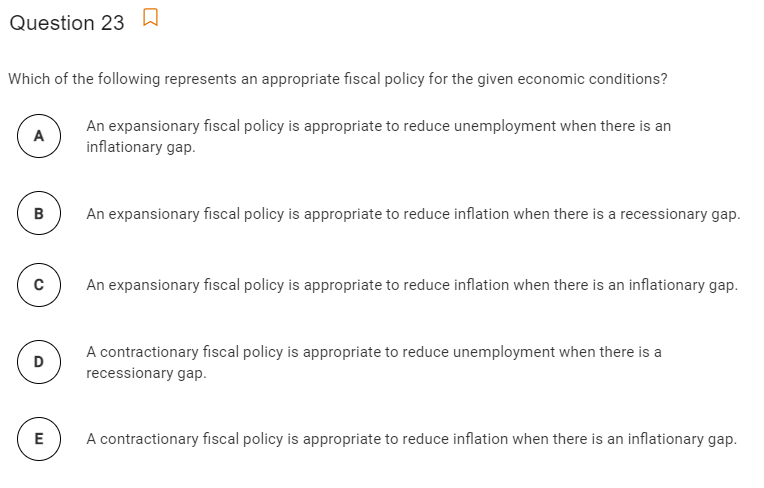 Question 23
Which of the following represents an appropriate fiscal policy for the given economic conditions?
A
An expansionary fiscal policy is appropriate to reduce unemployment when there is an
inflationary gap.
B
An expansionary fiscal policy is appropriate to reduce inflation when there is a recessionary gap.
C
An expansionary fiscal policy is appropriate to reduce inflation when there is an inflationary gap.
D
A contractionary fiscal policy is appropriate to reduce unemployment when there is a
recessionary gap.
E
A contractionary fiscal policy is appropriate to reduce inflation when there is an inflationary gap.